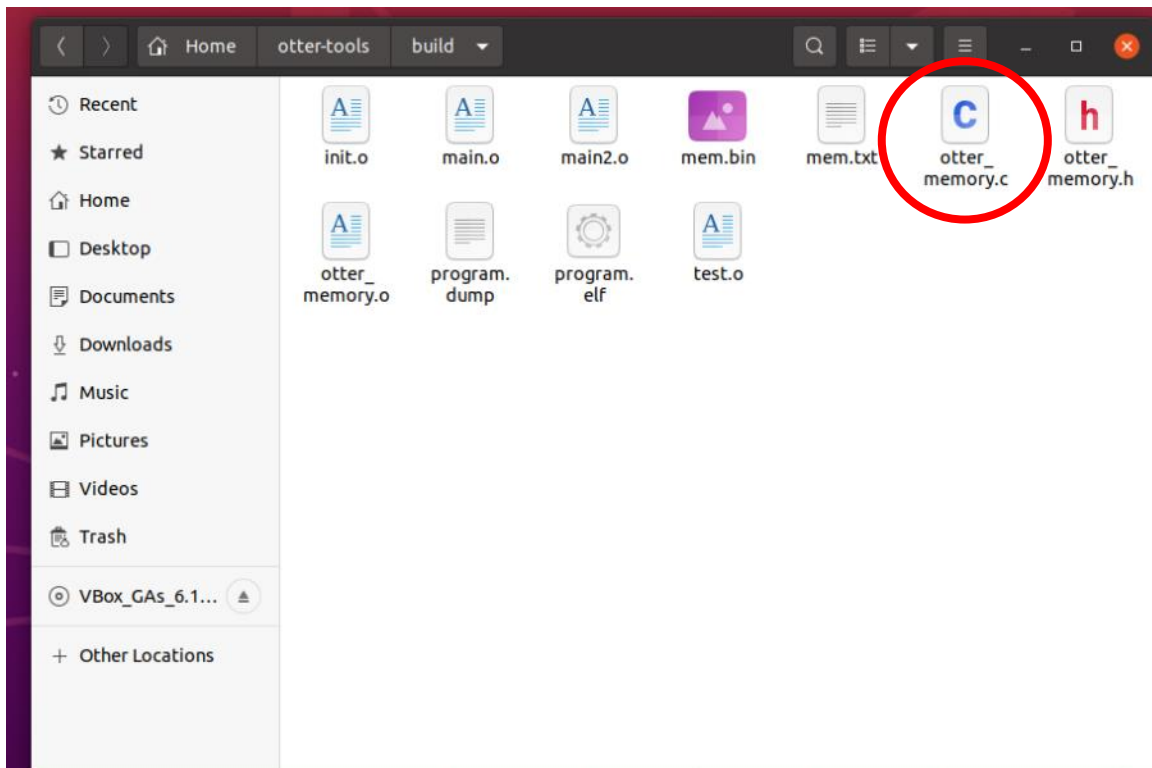 Home otter-tools build
Recent
Starred
Home
Desktop
Documents
Downloads
Music
Pictures
Videos
Trash
VBox_GAs_6.1...
Other Locations
A A A C h
init.o main.o main2.o mem.bin mem.txt otter_ otter_
memory.c memory.h
A A
otter_ program. program. test.o
memory.o dump elf